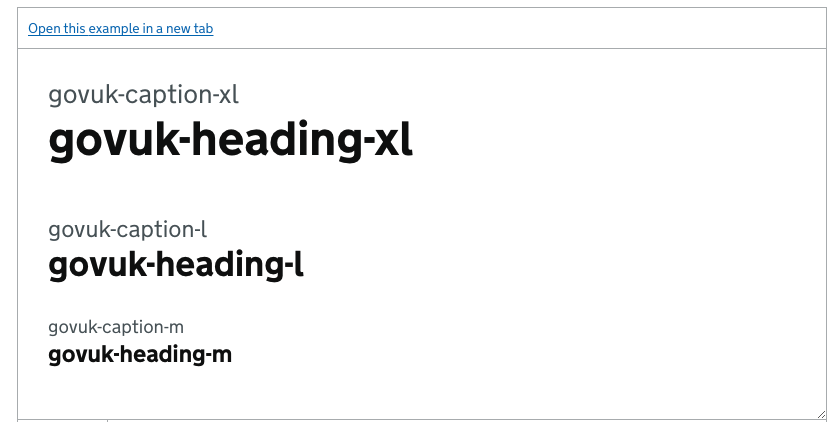 Open this example in a new tab
govuk-caption-xl
govuk-heading-xl
govuk-caption-l
govuk-heading-l
govuk-caption-m
govuk-heading-m